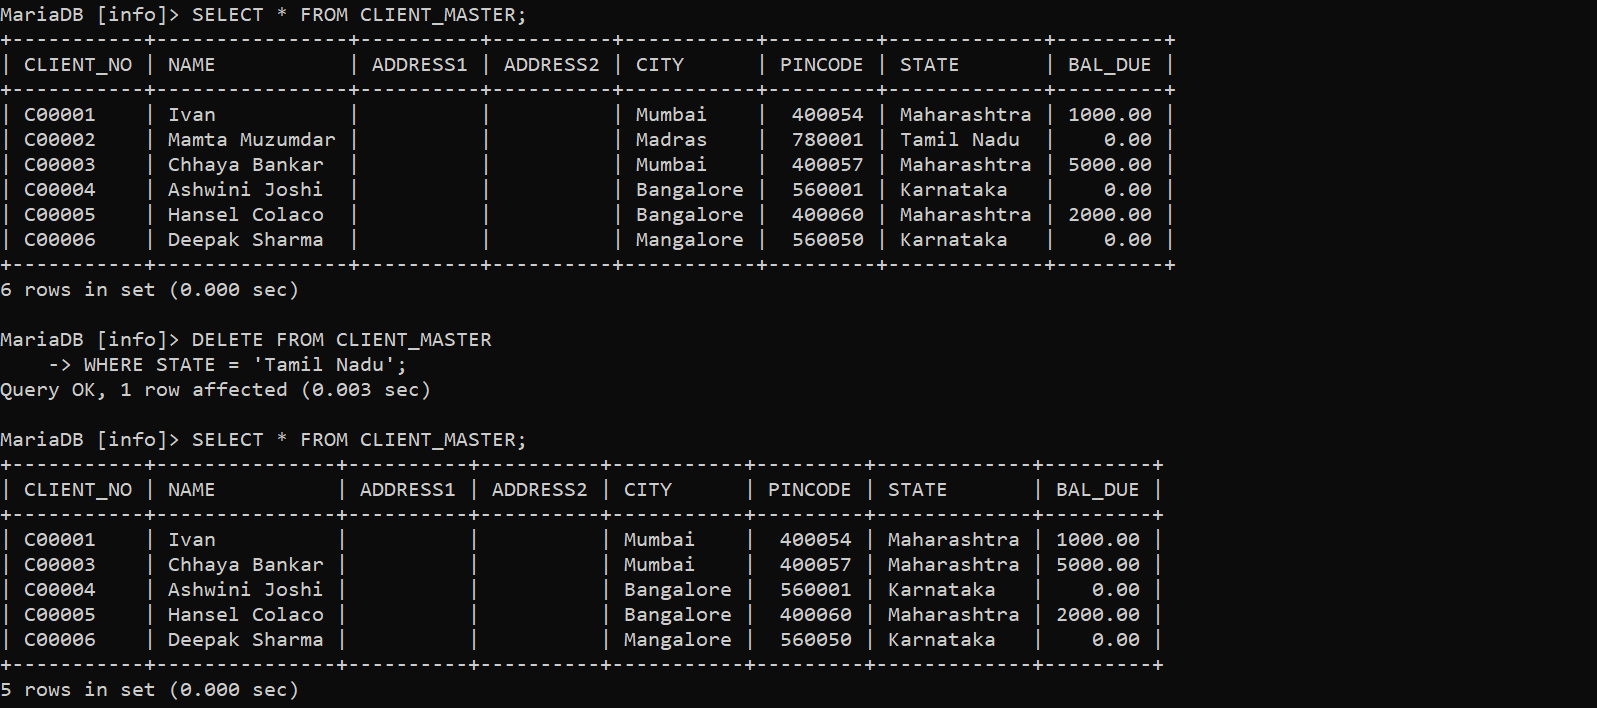 MariaDB [info]> SELECT * FROM CLIENT_MASTER;
+-----------+----------------+----------+----------+-----------+---------+-------------+---------+
| CLIENT_NO | NAME           | ADDRESS1 | ADDRESS2 | CITY      | PINCODE | STATE       | BAL_DUE |
+-----------+----------------+----------+----------+-----------+---------+-------------+---------+
| C00001    | Ivan           |          |          | Mumbai    |  400054 | Maharashtra | 1000.00 |
| C00002    | Mamta Muzumdar |          |          | Madras    |  780001 | Tamil Nadu  |    0.00 |
| C00003    | Chhaya Bankar  |          |          | Mumbai    |  400057 | Maharashtra | 5000.00 |
| C00004    | Ashwini Joshi  |          |          | Bangalore |  560001 | Karnataka   |    0.00 |
| C00005    | Hansel Colaco  |          |          | Bangalore |  400060 | Maharashtra | 2000.00 |
| C00006    | Deepak Sharma  |          |          | Mangalore |  560050 | Karnataka   |    0.00 |
+-----------+----------------+----------+----------+-----------+---------+-------------+---------+
6 rows in set (0.000 sec)

MariaDB [info]> DELETE FROM CLIENT_MASTER
    -> WHERE STATE = 'Tamil Nadu';
Query OK, 1 row affected (0.003 sec)

MariaDB [info]> SELECT * FROM CLIENT_MASTER;
+-----------+---------------+----------+----------+-----------+---------+-------------+---------+
| CLIENT_NO | NAME          | ADDRESS1 | ADDRESS2 | CITY      | PINCODE | STATE       | BAL_DUE |
+-----------+---------------+----------+----------+-----------+---------+-------------+---------+
| C00001    | Ivan          |          |          | Mumbai    |  400054 | Maharashtra | 1000.00 |
| C00003    | Chhaya Bankar |          |          | Mumbai    |  400057 | Maharashtra | 5000.00 |
| C00004    | Ashwini Joshi |          |          | Bangalore |  560001 | Karnataka   |    0.00 |
| C00005    | Hansel Colaco |          |          | Bangalore |  400060 | Maharashtra | 2000.00 |
| C00006    | Deepak Sharma |          |          | Mangalore |  560050 | Karnataka   |    0.00 |
+-----------+---------------+----------+----------+-----------+---------+-------------+---------+
5 rows in set (0.000 sec)